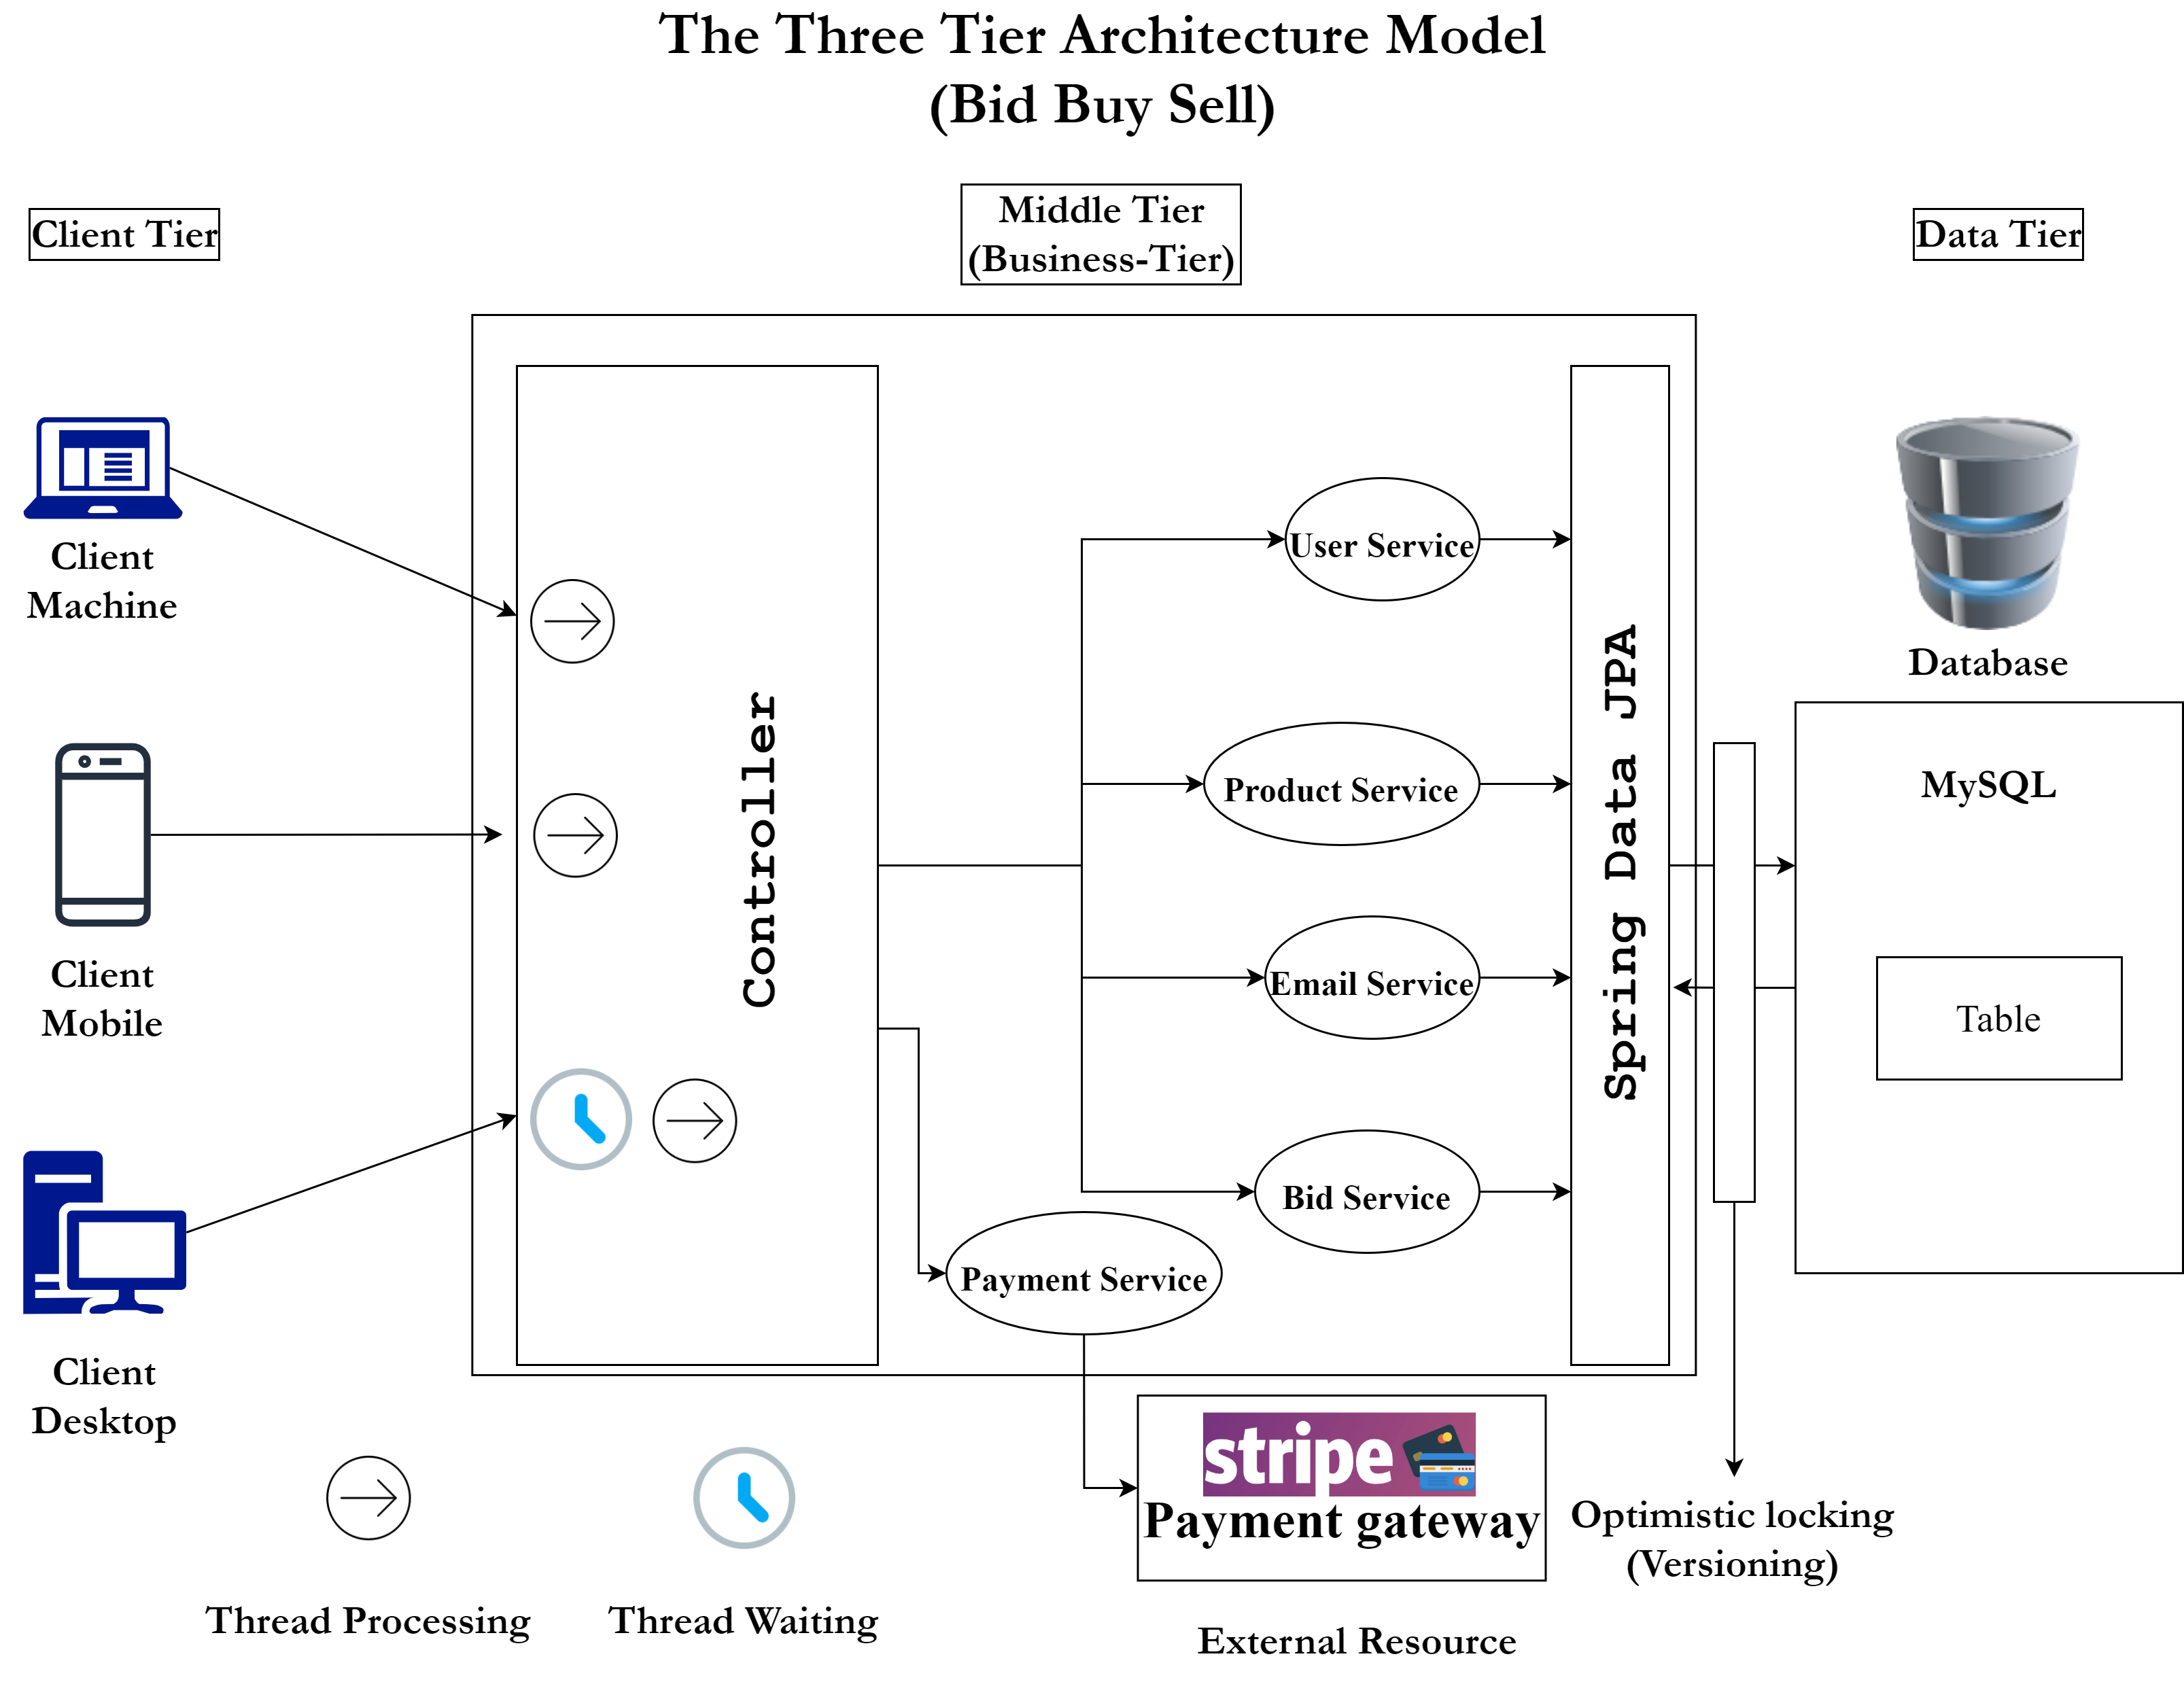 The Three Tier Architecture Model
(Bid Buy Sell)
Client Tier
Middle Tier
(Business-Tier)
Data Tier
Client
Machine
Client
Mobile
Client
Desktop
Controller
User Service
Product Service
Email Service
Bid Service
Payment Service
Spring Data JPA
Database
MySQL
Table
stripe
Payment gateway
External Resource
Optimistic locking
(Versioning)
Thread Processing
Thread Waiting